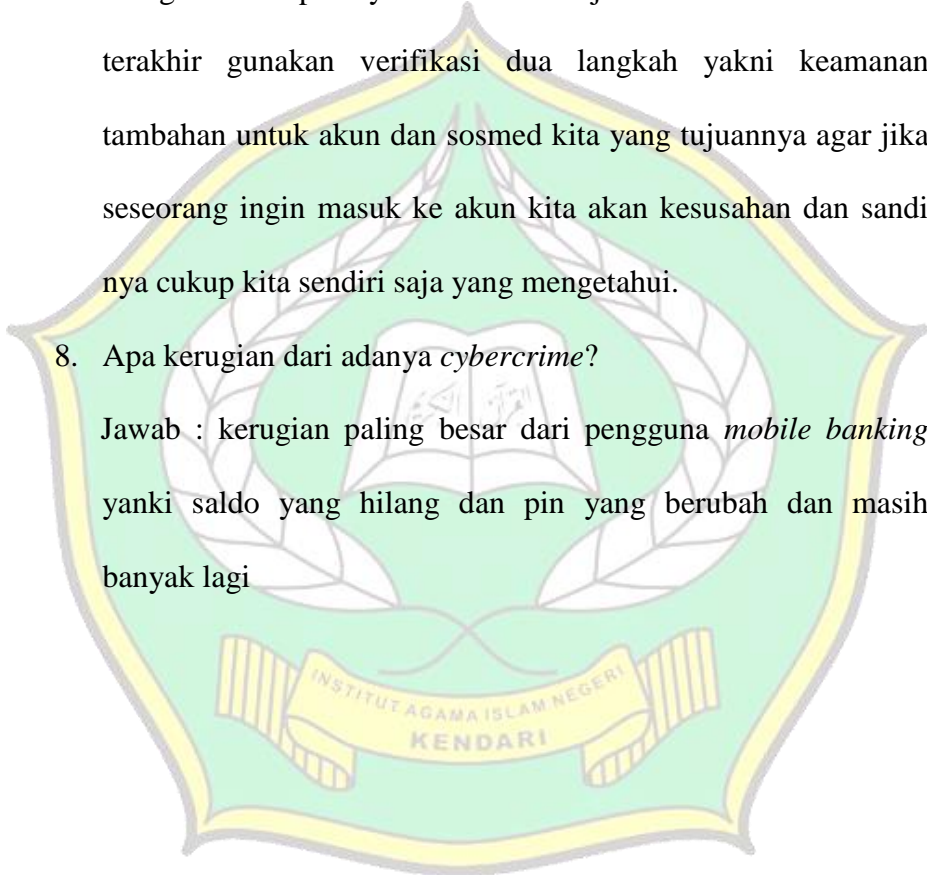 terakhir gunakan verifikasi dua langkah yakni keamanan
tambahan untuk akun dan sosmed kita yang tujuannya agar jika
seseorang ingin masuk ke akun kita akan kesusahan dan sandi
nya cukup kita sendiri saja yang mengetahui.
8. Apa kerugian dari adanya cybercrime?
Jawab : kerugian paling besar dari pengguna mobile banking
yanki saldo yang hilang dan pin yang berubah dan masih
banyak lagi
INSTITUT AGAMA ISLAM NEGERI
KENDARI